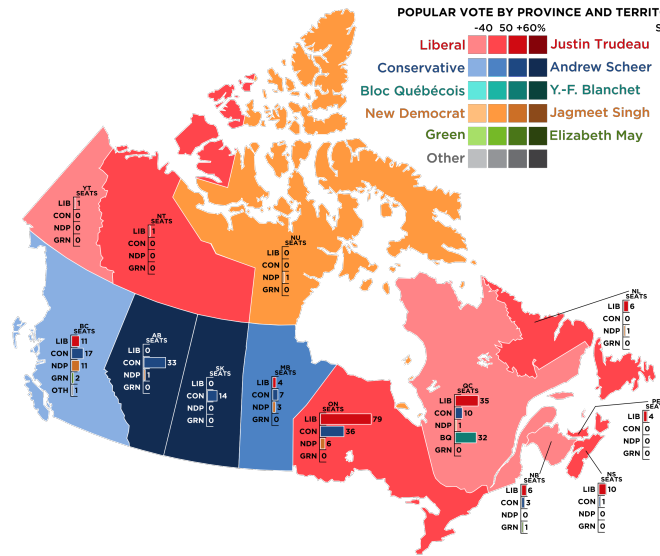 POPULAR VOTE BY PROVINCE AND TERRITO
S
-40 50 +60%
Liberal Justin Trudeau
Conservative Andrew Scheer
Bloc Québécois Y.-F. Blanchet
New Democrat Jagmeet Singh
Green Elizabeth May
Other
YT
SEATS
LIB 1
CON 0
NDP 0
GRN 0
NT
SEATS
LIB 1
CON 0
NDP 0
GRN 0
NU
SEATS
LIB 0
CON 0
NDP 1
GRN 0
BC
SEATS
LIB 11
CON 17
NDP 11
GRN 2
OTH 1
AB
SEATS
LIB 0
CON 33
NDP 1
GRN 0
SK
SEATS
LIB 0
CON 14
NDP 0
GRN 0
MB
SEATS
LIB 4
CON 7
NDP 3
GRN 0
ON
SEATS
LIB 79
CON 36
NDP 6
GRN 0
QC
SEATS
LIB 35
CON 10
NDP 1
BQ 32
GRN 0
NL
SEATS
LIB 6
CON 0
NDP 1
GRN 0
PE
SEA
LIB 4
CON 0
NDP 0
GRN 0
NB
SEATS
LIB 6
CON 3
NDP 0
GRN 1
NS
SEATS
LIB 10
CON 1
NDP 0
GRN 0